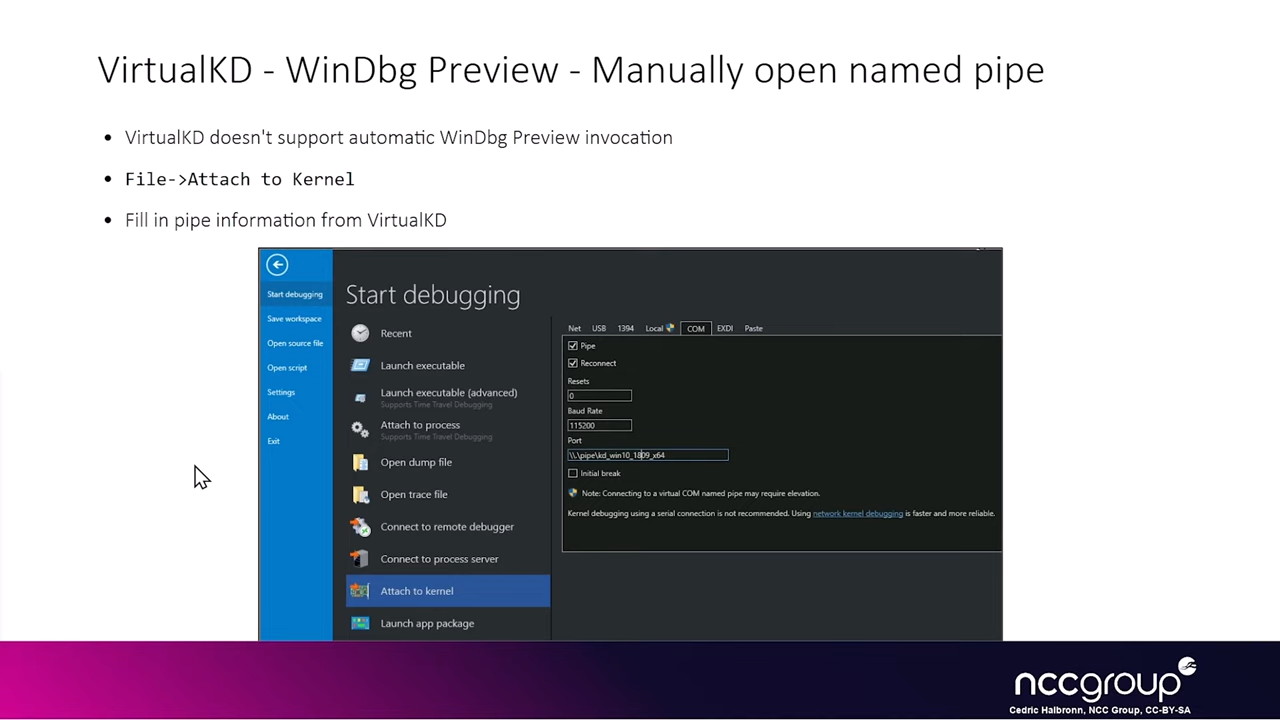 VirtualKD - WinDbg Preview - Manually open named pipe
VirtualKD doesn't support automatic WinDbg Preview invocation
File->Attach to Kernel
Fill in pipe information from VirtualKD
Start debugging
Save workspace
Open source file
Open script
Settings
About
Exit
Start debugging
Recent
Launch executable
Launch executable (advanced)
Supports Time Travel Debugging
Attach to process
Supports Time Travel Debugging
Open dump file
Open trace file
Connect to remote debugger
Connect to process server
Attach to kernel
Launch app package
Net USB 1394 Local COM EXDI Paste
Pipe
Reconnect
Resets
0
Baud Rate
115200
Port
\\.\pipe\kd_win10_1809_x64
Initial break
Note: Connecting to a virtual COM named pipe may require elevation.
Kernel debugging using a serial connection is not recommended. Using network kernel debugging is faster and more reliable.
nccgroup
Cedric Halbronn, NCC Group, CC-BY-SA